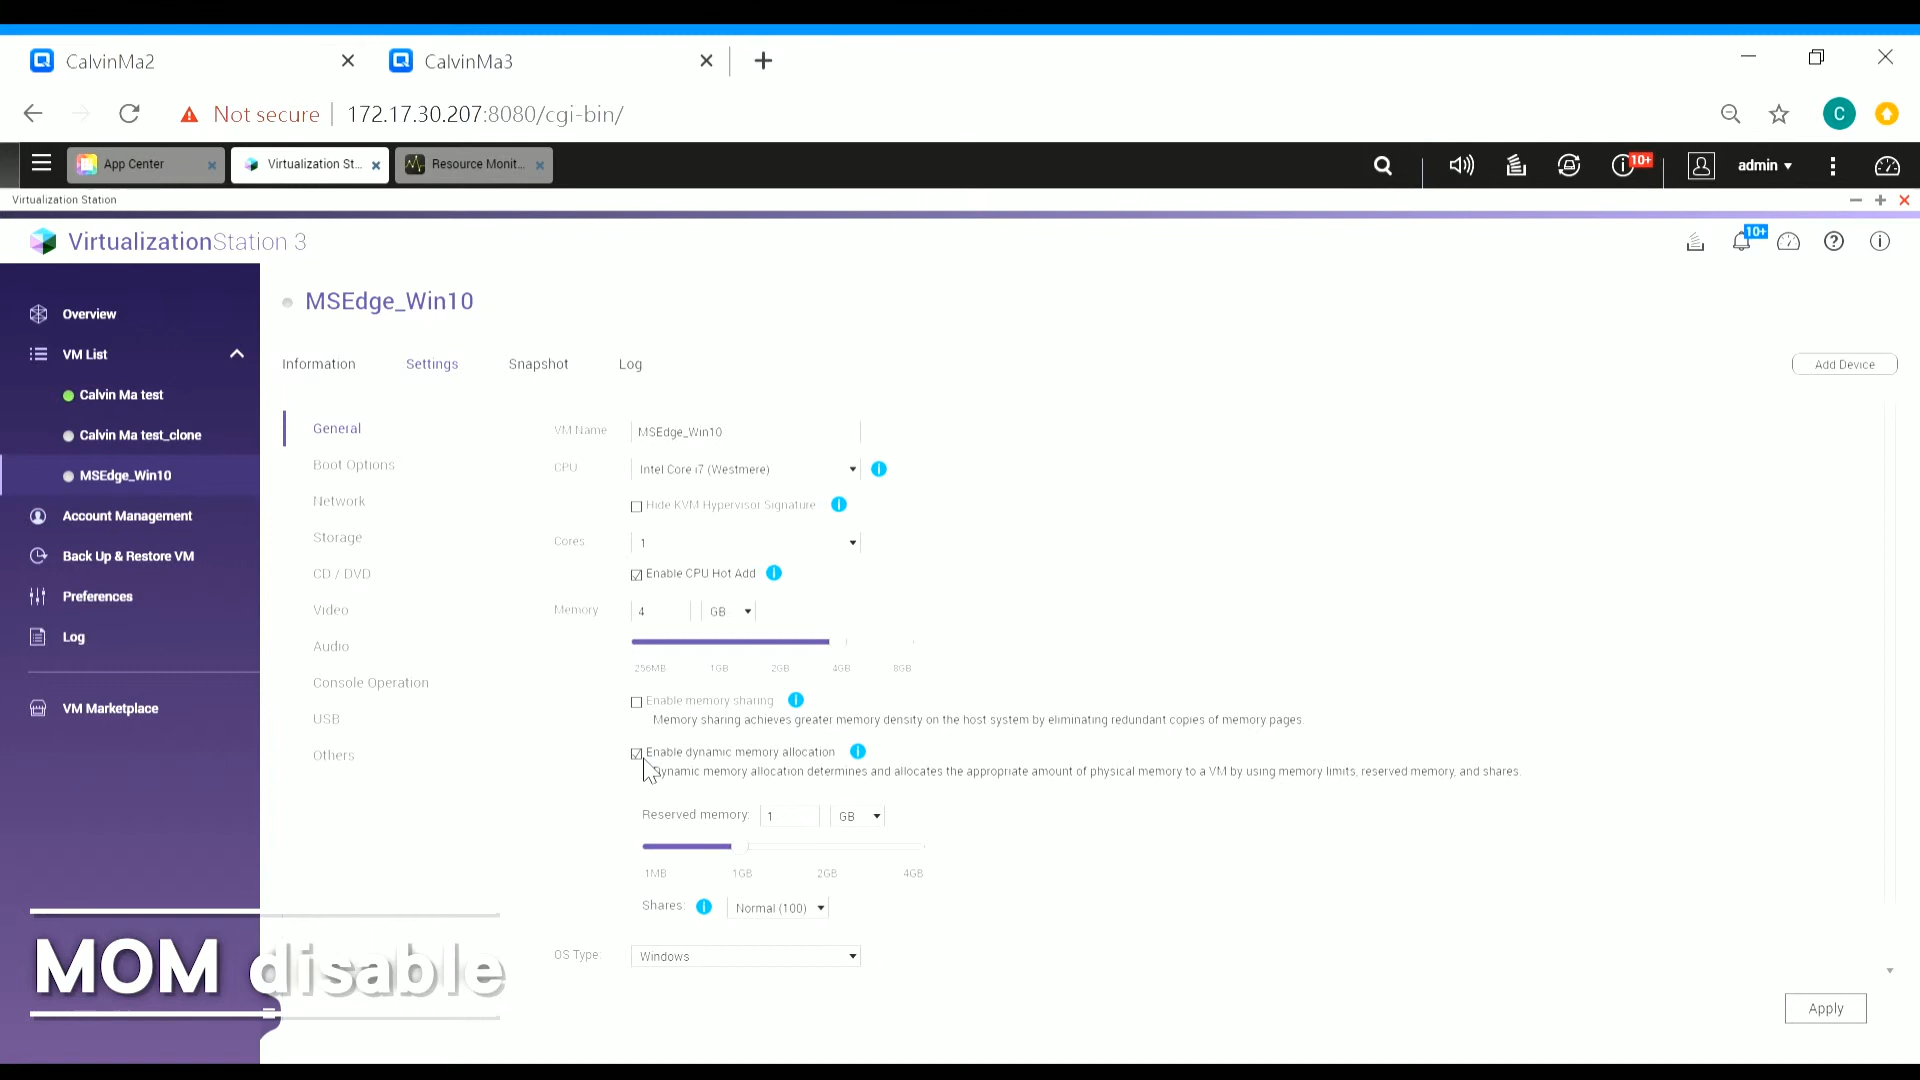 CalvinMa2
CalvinMa3
Not secure
172.17.30.207:8080/cgi-bin/
C
App Center
Virtualization St...
Resource Monit...
10+
admin
Virtualization Station
VirtualizationStation 3
10+
Overview
VM List
Calvin Ma test
Calvin Ma test_clone
MSEdge_Win10
Account Management
Back Up & Restore VM
Preferences
Log
VM Marketplace
MSEdge_Win10
Information
Settings
Snapshot
Log
Add Device
General
Boot Options
Network
Storage
CD / DVD
Video
Audio
Console Operation
USB
Others
VM Name
MSEdge_Win10
CPU
Intel Core i7 (Westmere)
Hide KVM Hypervisor Signature
Cores
1
Enable CPU Hot Add
Memory
4
GB
256MB 1GB 2GB 4GB 8GB
Enable memory sharing
Memory sharing achieves greater memory density on the host system by eliminating redundant copies of memory pages.
Enable dynamic memory allocation
Dynamic memory allocation determines and allocates the appropriate amount of physical memory to a VM by using memory limits, reserved memory, and shares.
Reserved memory:
1
GB
1MB 1GB 2GB 4GB
Shares:
Normal (100)
OS Type:
Windows
Apply
MOM disable